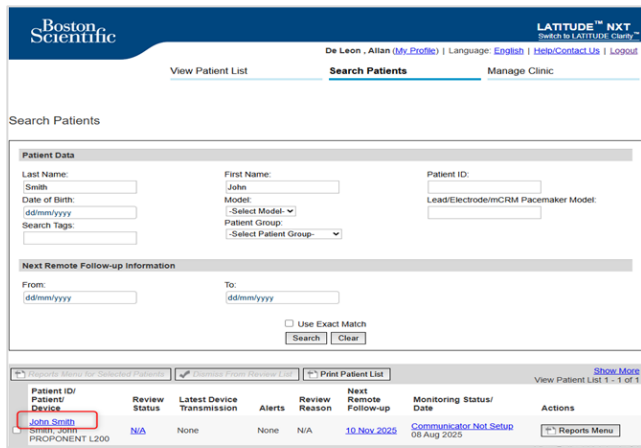 Boston
Scientific
LATITUDE™ NXT
Switch to LATITUDE Clarity™
De Leon , Allan (My Profile) | Language: English | Help/Contact Us | Logout
View Patient List Search Patients Manage Clinic
Search Patients
Patient Data
Last Name: First Name: Patient ID:
Smith John
Date of Birth: Model: Lead/Electrode/mCRM Pacemaker Model:
dd/mm/yyyy -Select Model-
Search Tags: Patient Group:
-Select Patient Group-
Next Remote Follow-up Information
From: To:
dd/mm/yyyy dd/mm/yyyy
Use Exact Match
Search Clear
Reports Menu for Selected Patients Dismiss From Review List Print Patient List Show More
View Patient List 1 - 1 of 1
Patient ID/ Patient/ Device Review Status Latest Device Transmission Alerts Review Reason Next Remote Follow-up Monitoring Status/ Date Actions
John Smith
Smith, John N/A None None N/A 10 Nov 2025 Communicator Not Setup Reports Menu
PROPONENT L200 08 Aug 2025